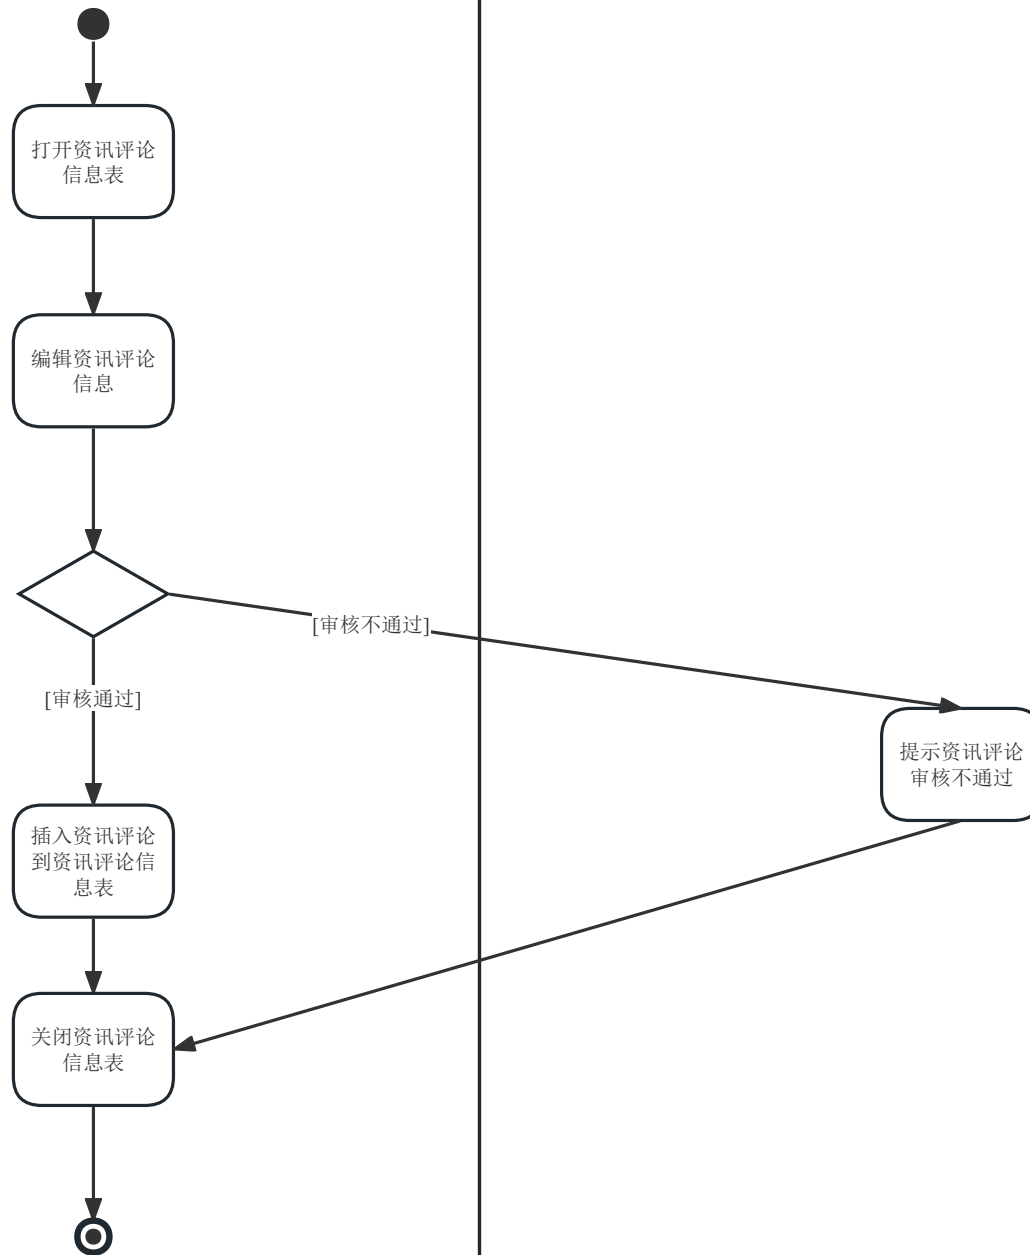 打开资讯评论
信息表
编辑资讯评论
信息
[审核不通过]
[审核通过]
提示资讯评论
审核不通过
插入资讯评论
到资讯评论信
息表
关闭资讯评论
信息表